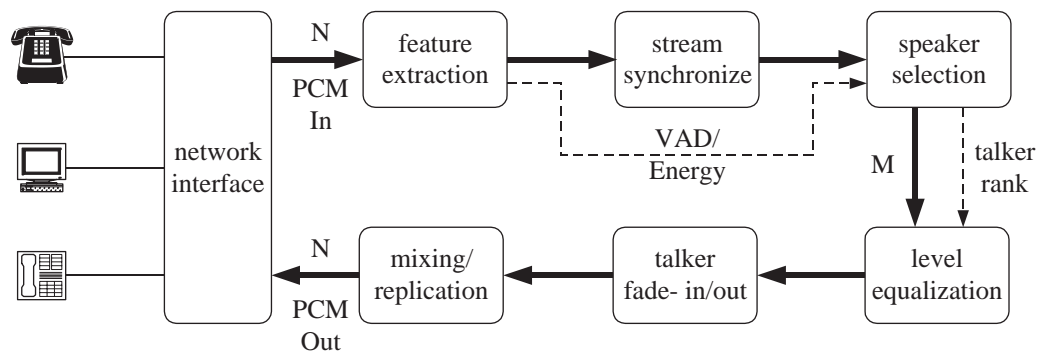 network
interface
N
PCM
In
feature
extraction
stream
synchronize
speaker
selection
VAD/
Energy
M
talker
rank
level
equalization
talker
fade- in/out
mixing/
replication
N
PCM
Out